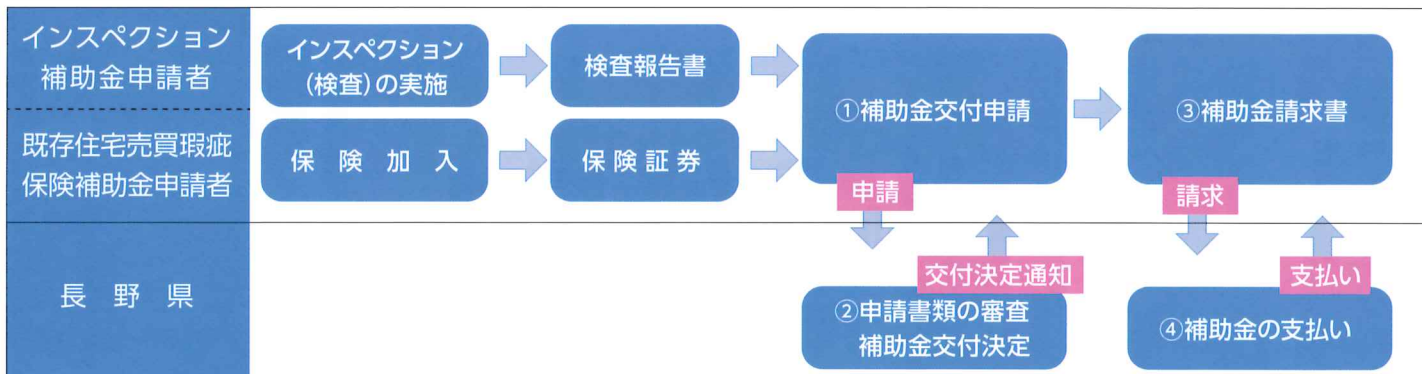 インスペクション
補助金申請者
インスペクション
(検査)の実施
検査報告書
既存住宅売買瑕疵
保険補助金申請者
保険加入
保険証券
①補助金交付申請
③補助金請求書
申請
請求
長野県
交付決定通知
②申請書類の審査
補助金交付決定
支払い
④補助金の支払い